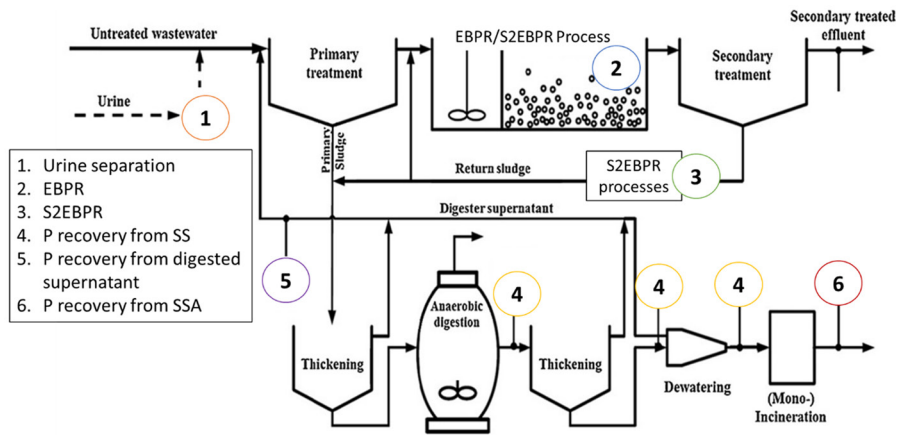 Untreated wastewater
Urine
1
Primary
treatment
EBPR/S2EBPR Process
2
Secondary
treatment
Secondary treated
effluent
Primary
Sludge
Return sludge
S2EBPR
processes
3
1. Urine separation
2. EBPR
3. S2EBPR
4. P recovery from SS
5. P recovery from digested
supernatant
6. P recovery from SSA
Digester supernatant
5
Thickening
Anaerobic
digestion
4
Thickening
4
Dewatering
4
(Mono-)
Incineration
6